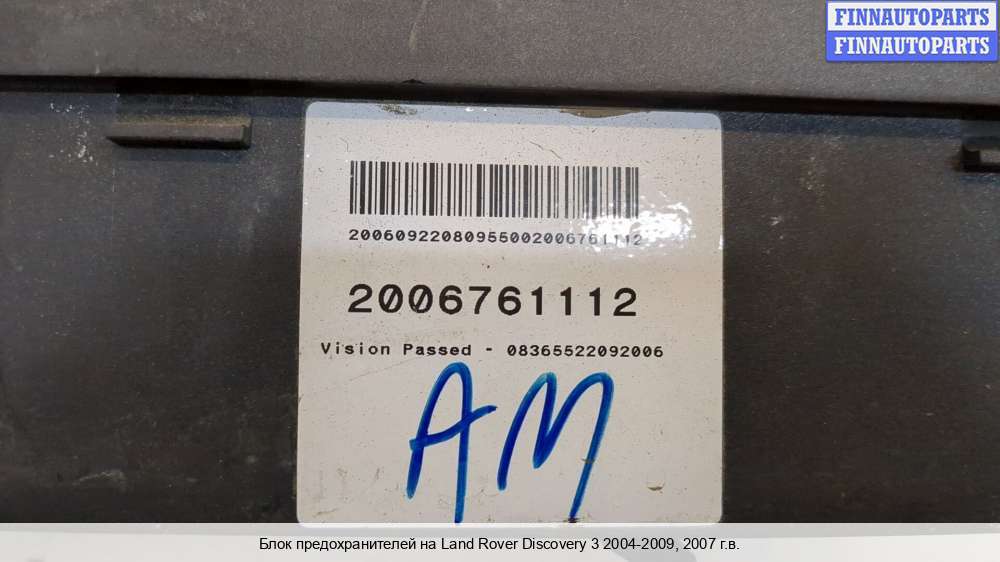 FINNAUTOPARTS
FINNAUTOPARTS
20060922080955002006761112
2006761112
Vision Passed - 08365522092006
AM
Блок предохранителей на Land Rover Discovery 3 2004-2009, 2007 г.в.